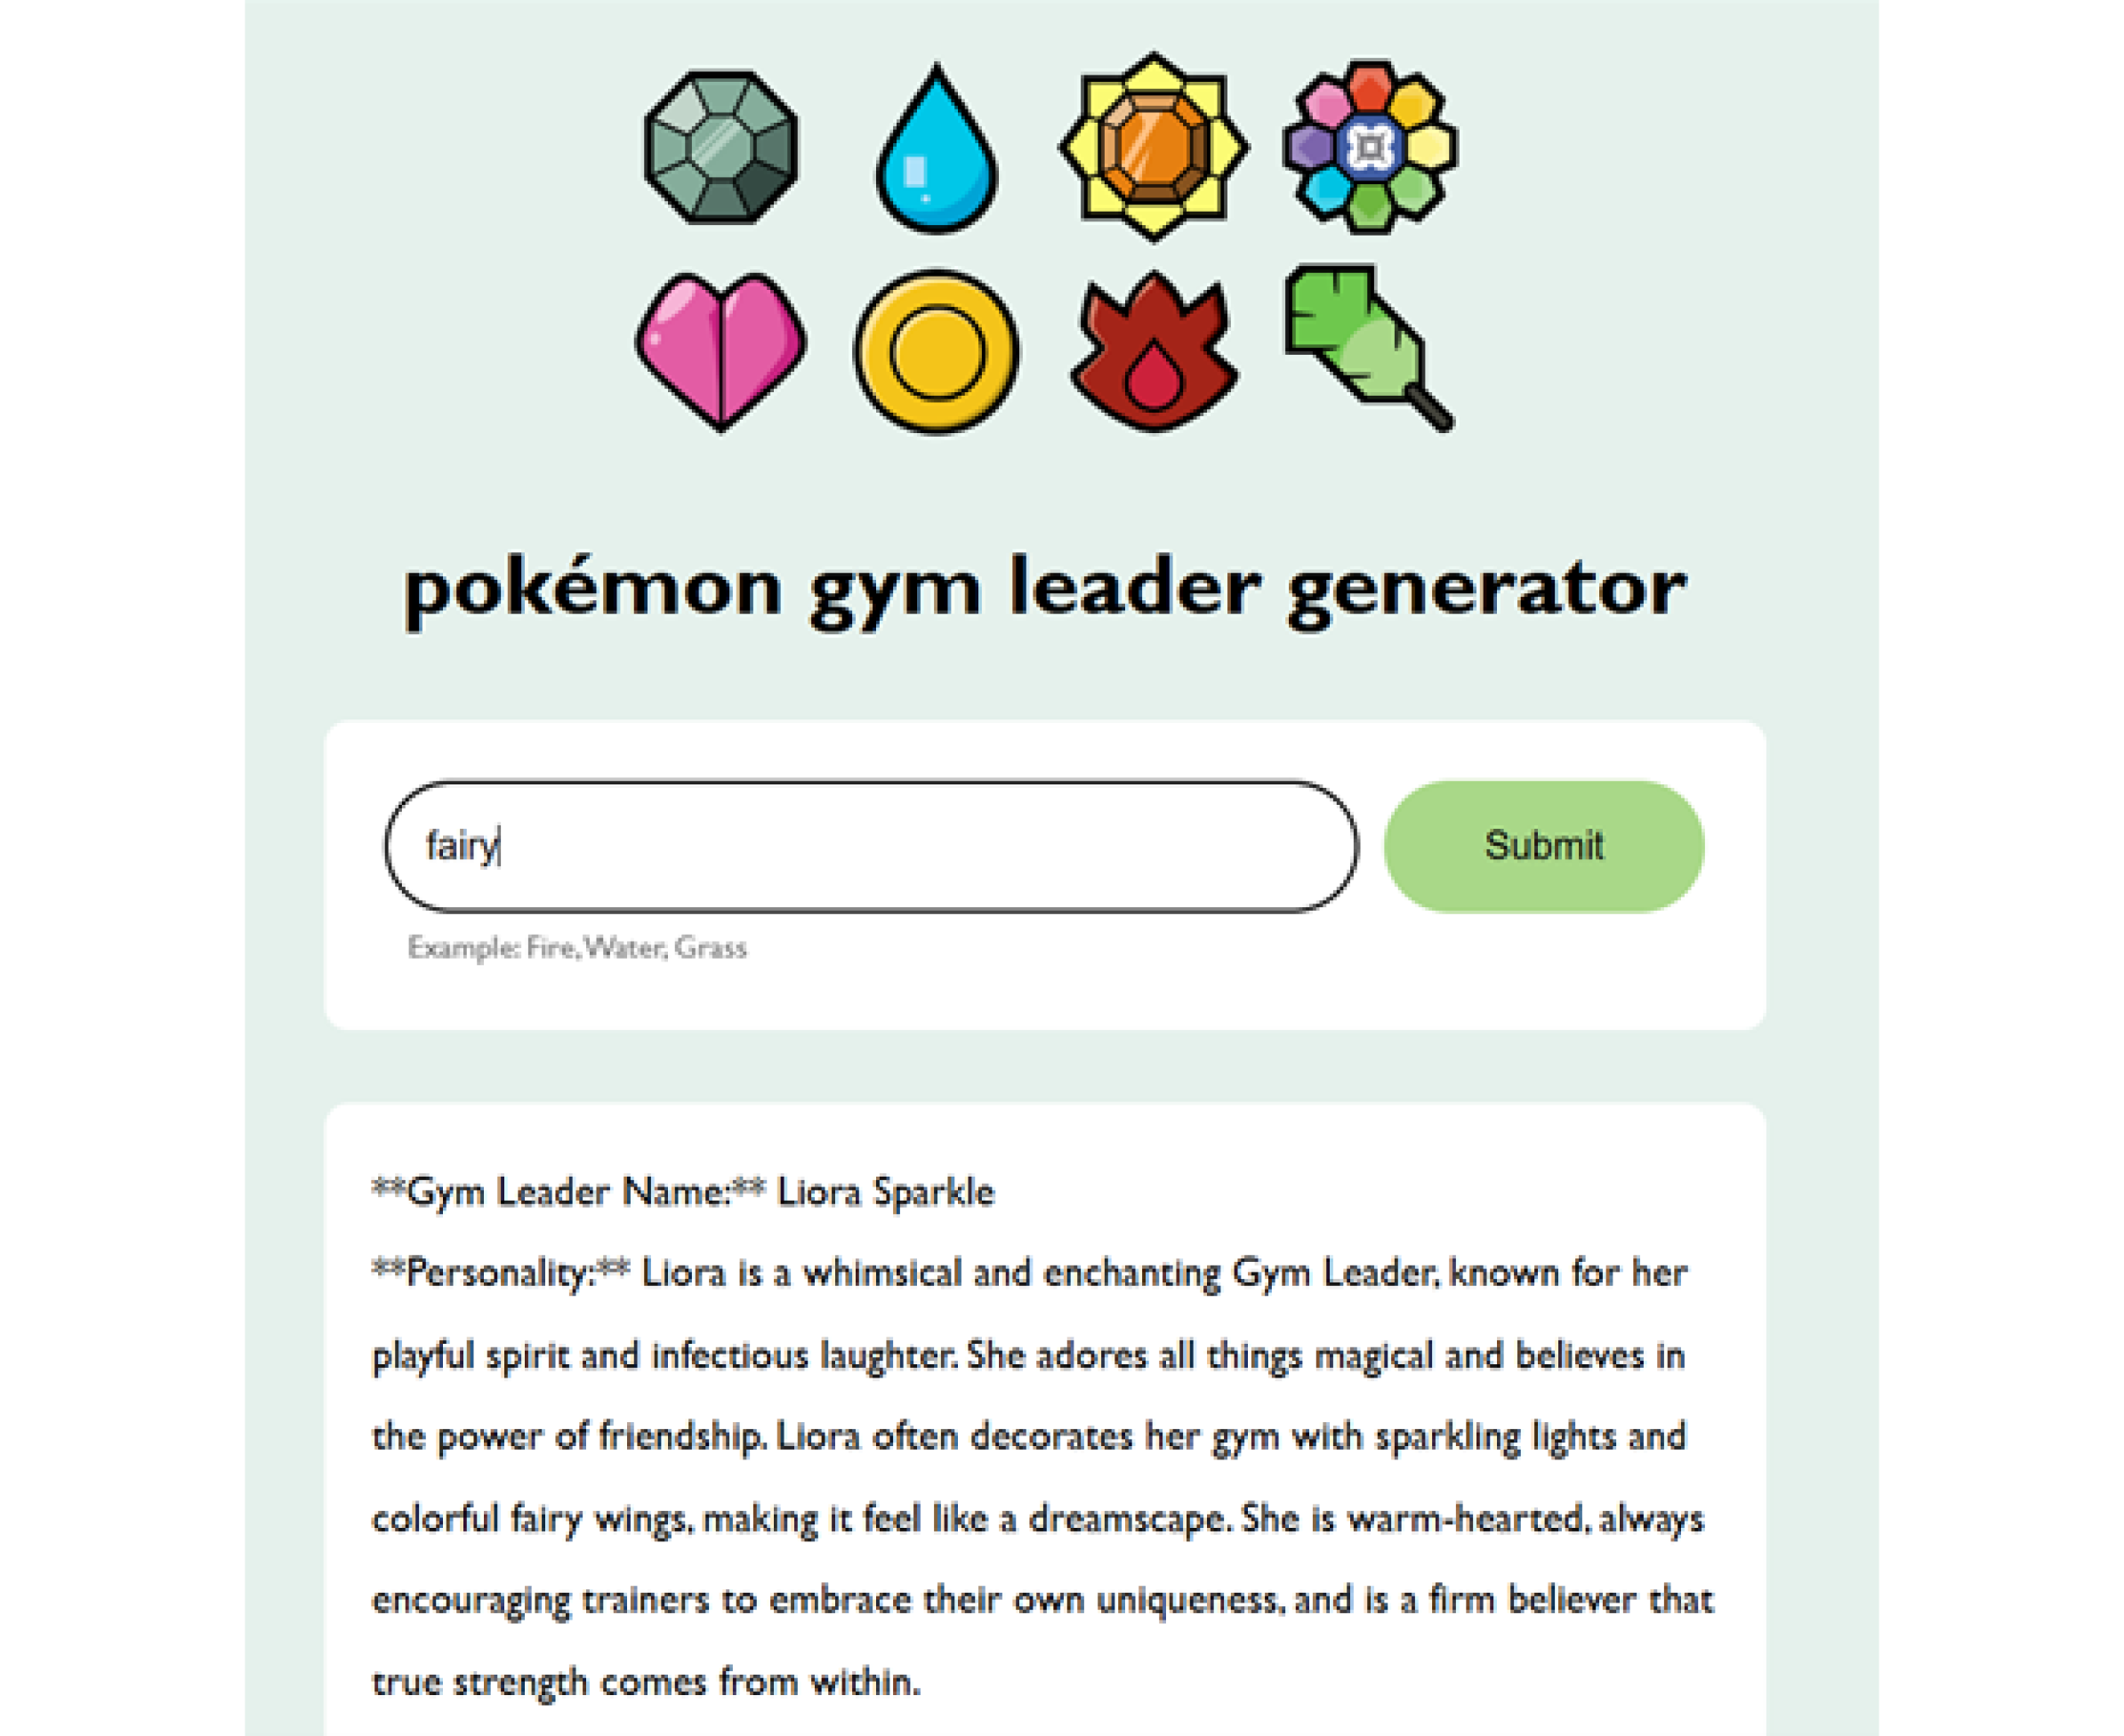 pokémon gym leader generator
fairy
Submit
Example: Fire, Water, Grass
**Gym Leader Name:** Liora Sparkle
**Personality:** Liora is a whimsical and enchanting Gym Leader, known for her
playful spirit and infectious laughter. She adores all things magical and believes in
the power of friendship. Liora often decorates her gym with sparkling lights and
colorful fairy wings, making it feel like a dreamscape. She is warm-hearted, always
encouraging trainers to embrace their own uniqueness, and is a firm believer that
true strength comes from within.